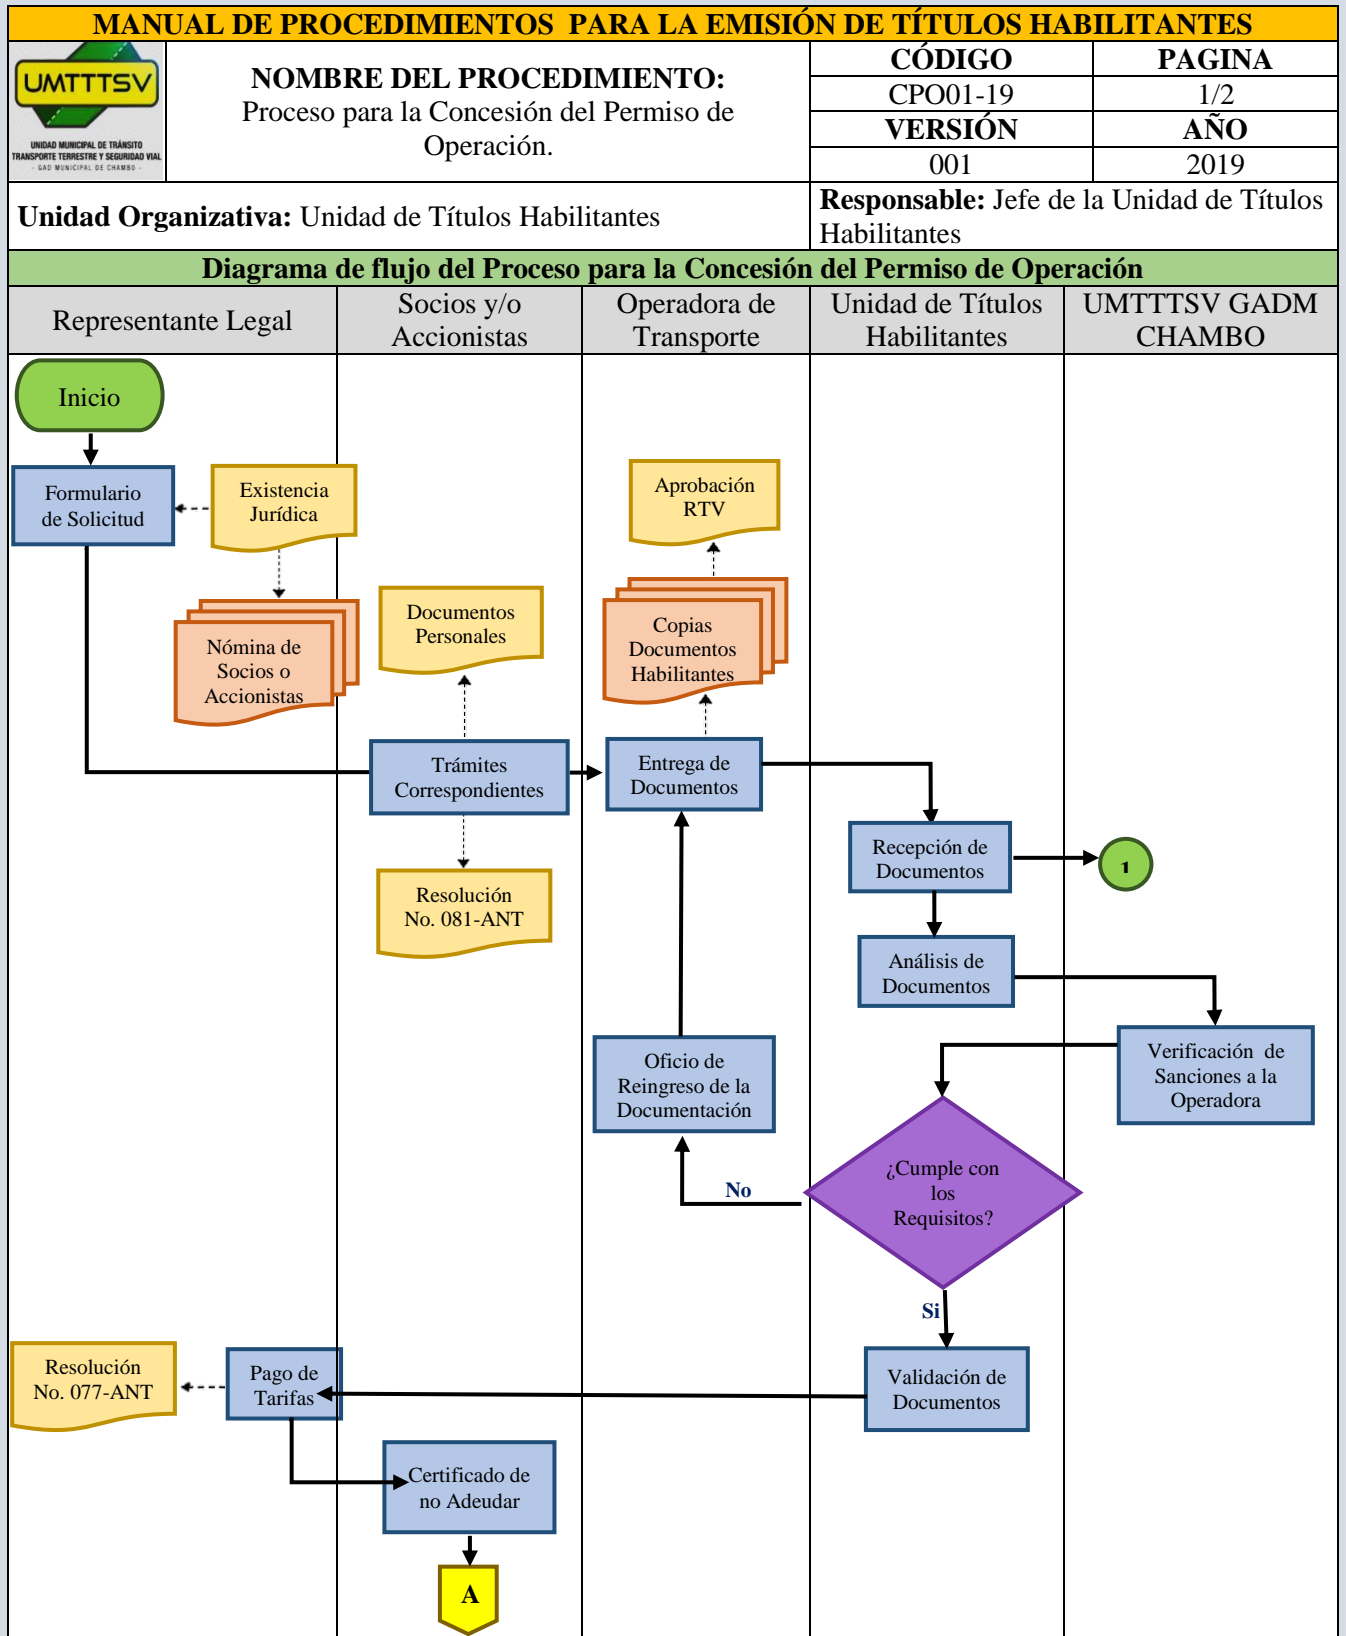 MANUAL DE PROCEDIMIENTOS PARA LA EMISIÓN DE TÍTULOS HABILITANTES
UMTTTSV
UNIDAD MUNICIPAL DE TRÁNSITO
TRANSPORTE TERRESTRE Y SEGURIDAD VIAL
- GAD MUNICIPAL DE CHAMBO -
NOMBRE DEL PROCEDIMIENTO:
Proceso para la Concesión del Permiso de
Operación.
CÓDIGO
PAGINA
CPO01-19
1/2
VERSIÓN
AÑO
001
2019
Unidad Organizativa: Unidad de Títulos Habilitantes
Responsable: Jefe de la Unidad de Títulos
Habilitantes
Diagrama de flujo del Proceso para la Concesión del Permiso de Operación
Representante Legal
Socios y/o
Accionistas
Operadora de
Transporte
Unidad de Títulos
Habilitantes
UMTTTSV GADM
CHAMBO
Inicio
Formulario
de Solicitud
Existencia
Jurídica
Aprobación
RTV
Nómina de
Socios o
Accionistas
Documentos
Personales
Copias
Documentos
Habilitantes
Trámites
Correspondientes
Entrega de
Documentos
Recepción de
Documentos
1
Resolución
No. 081-ANT
Análisis de
Documentos
Oficio de
Reingreso de la
Documentación
Verificación de
Sanciones a la
Operadora
¿Cumple con
los
Requisitos?
No
Si
Resolución
No. 077-ANT
Pago de
Tarifas
Validación de
Documentos
Certificado de
no Adeudar
A